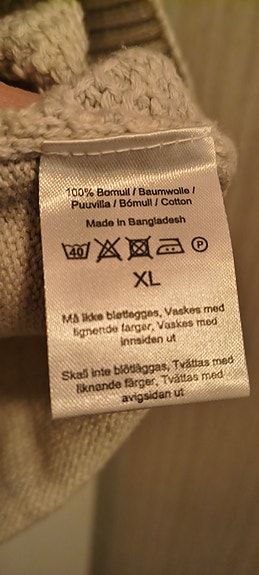 100% Bomull / Baumwolle /
Puuvilla / Bómull / Cotton
Made in Bangladesh
40 P
XL
Må ikke bløtlegges, Vaskes med
lignende farger, Vaskes med
innsiden ut
Skall inte blötläggas, Tvättas med
liknande färger, Tvättas med
avigsidan ut